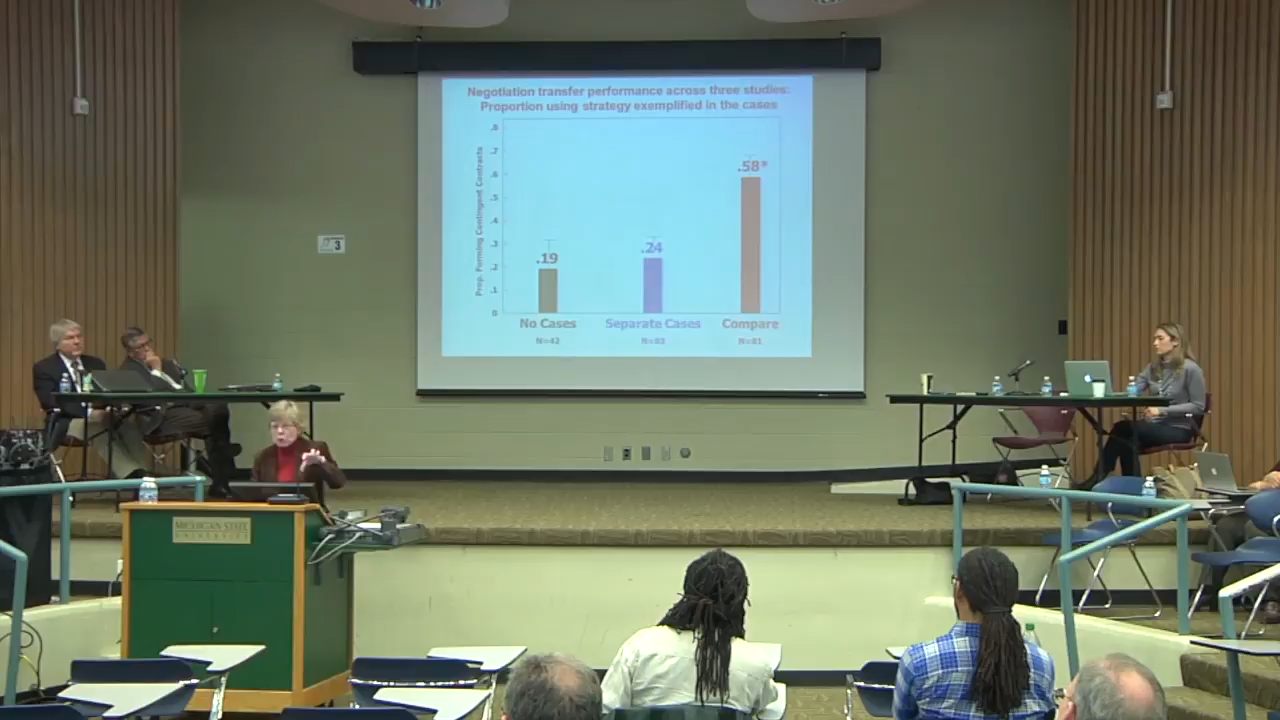 Negotiation transfer performance across three studies:
Proportion using strategy exemplified in the cases
Prop. Forming Contingent Contracts
.8
.7
.6
.5
.4
.3
.2
.1
0
.19
.24
.58*
No Cases
Separate Cases
Compare
N=42
N=83
N=81
3
MICHIGAN STATE
UNIVERSITY